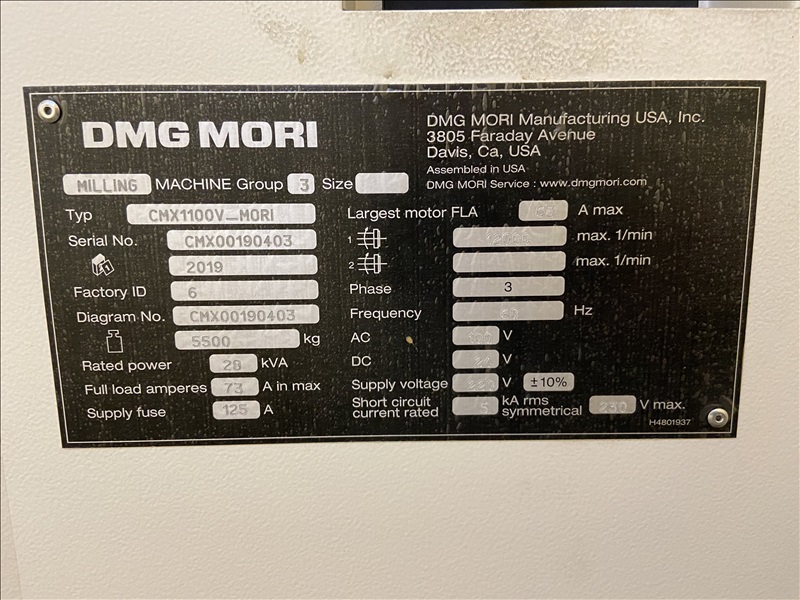 DMG MORI
DMG MORI Manufacturing USA, Inc.
3805 Faraday Avenue
Davis, Ca, USA
Assembled in USA
DMG MORI Service : www.dmgmori.com
MILLING MACHINE Group 3 Size
Typ CMX1100V_MORI
Serial No. CMX00190403
2019
Factory ID 6
Diagram No. CMX00190403
5500 kg
Rated power 28 kVA
Full load amperes 73 A in max
Supply fuse 125 A
Largest motor FLA A max
1 max. 1/min
2 max. 1/min
Phase 3
Frequency Hz
AC V
DC V
Supply voltage V ±10%
Short circuit current rated 5 kA rms symmetrical 230 V max.
H4801937